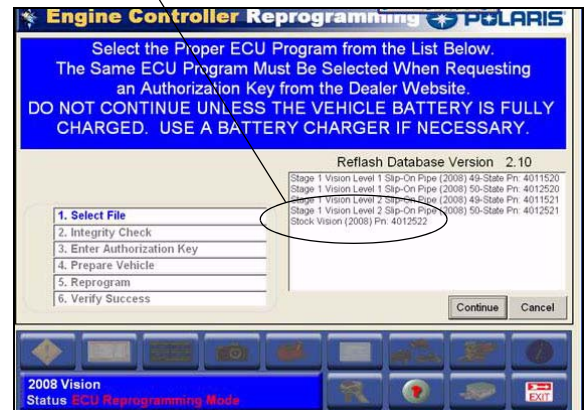 Engine Controller Reprogramming POLARIS
Select the Proper ECU Program from the List Below.
The Same ECU Program Must Be Selected When Requesting
an Authorization Key from the Dealer Website.
DO NOT CONTINUE UNLESS THE VEHICLE BATTERY IS FULLY
CHARGED. USE A BATTERY CHARGER IF NECESSARY.
Reflash Database Version 2.10
Stage 1 Vision Level 1 Slip-On Pipe (2008) 49-State Pn: 4011520
Stage 1 Vision Level 1 Slip-On Pipe (2008) 50-State Pn: 4012520
Stage 1 Vision Level 2 Slip-On Pipe (2008) 49-State Pn: 4011521
Stage 1 Vision Level 2 Slip-On Pipe (2008) 50-State Pn: 4012521
Stock Vision (2008) Pn: 4012522
1. Select File
2. Integrity Check
3. Enter Authorization Key
4. Prepare Vehicle
5. Reprogram
6. Verify Success
Continue Cancel
2008 Vision
Status ECU Reprogramming Mode
EXIT